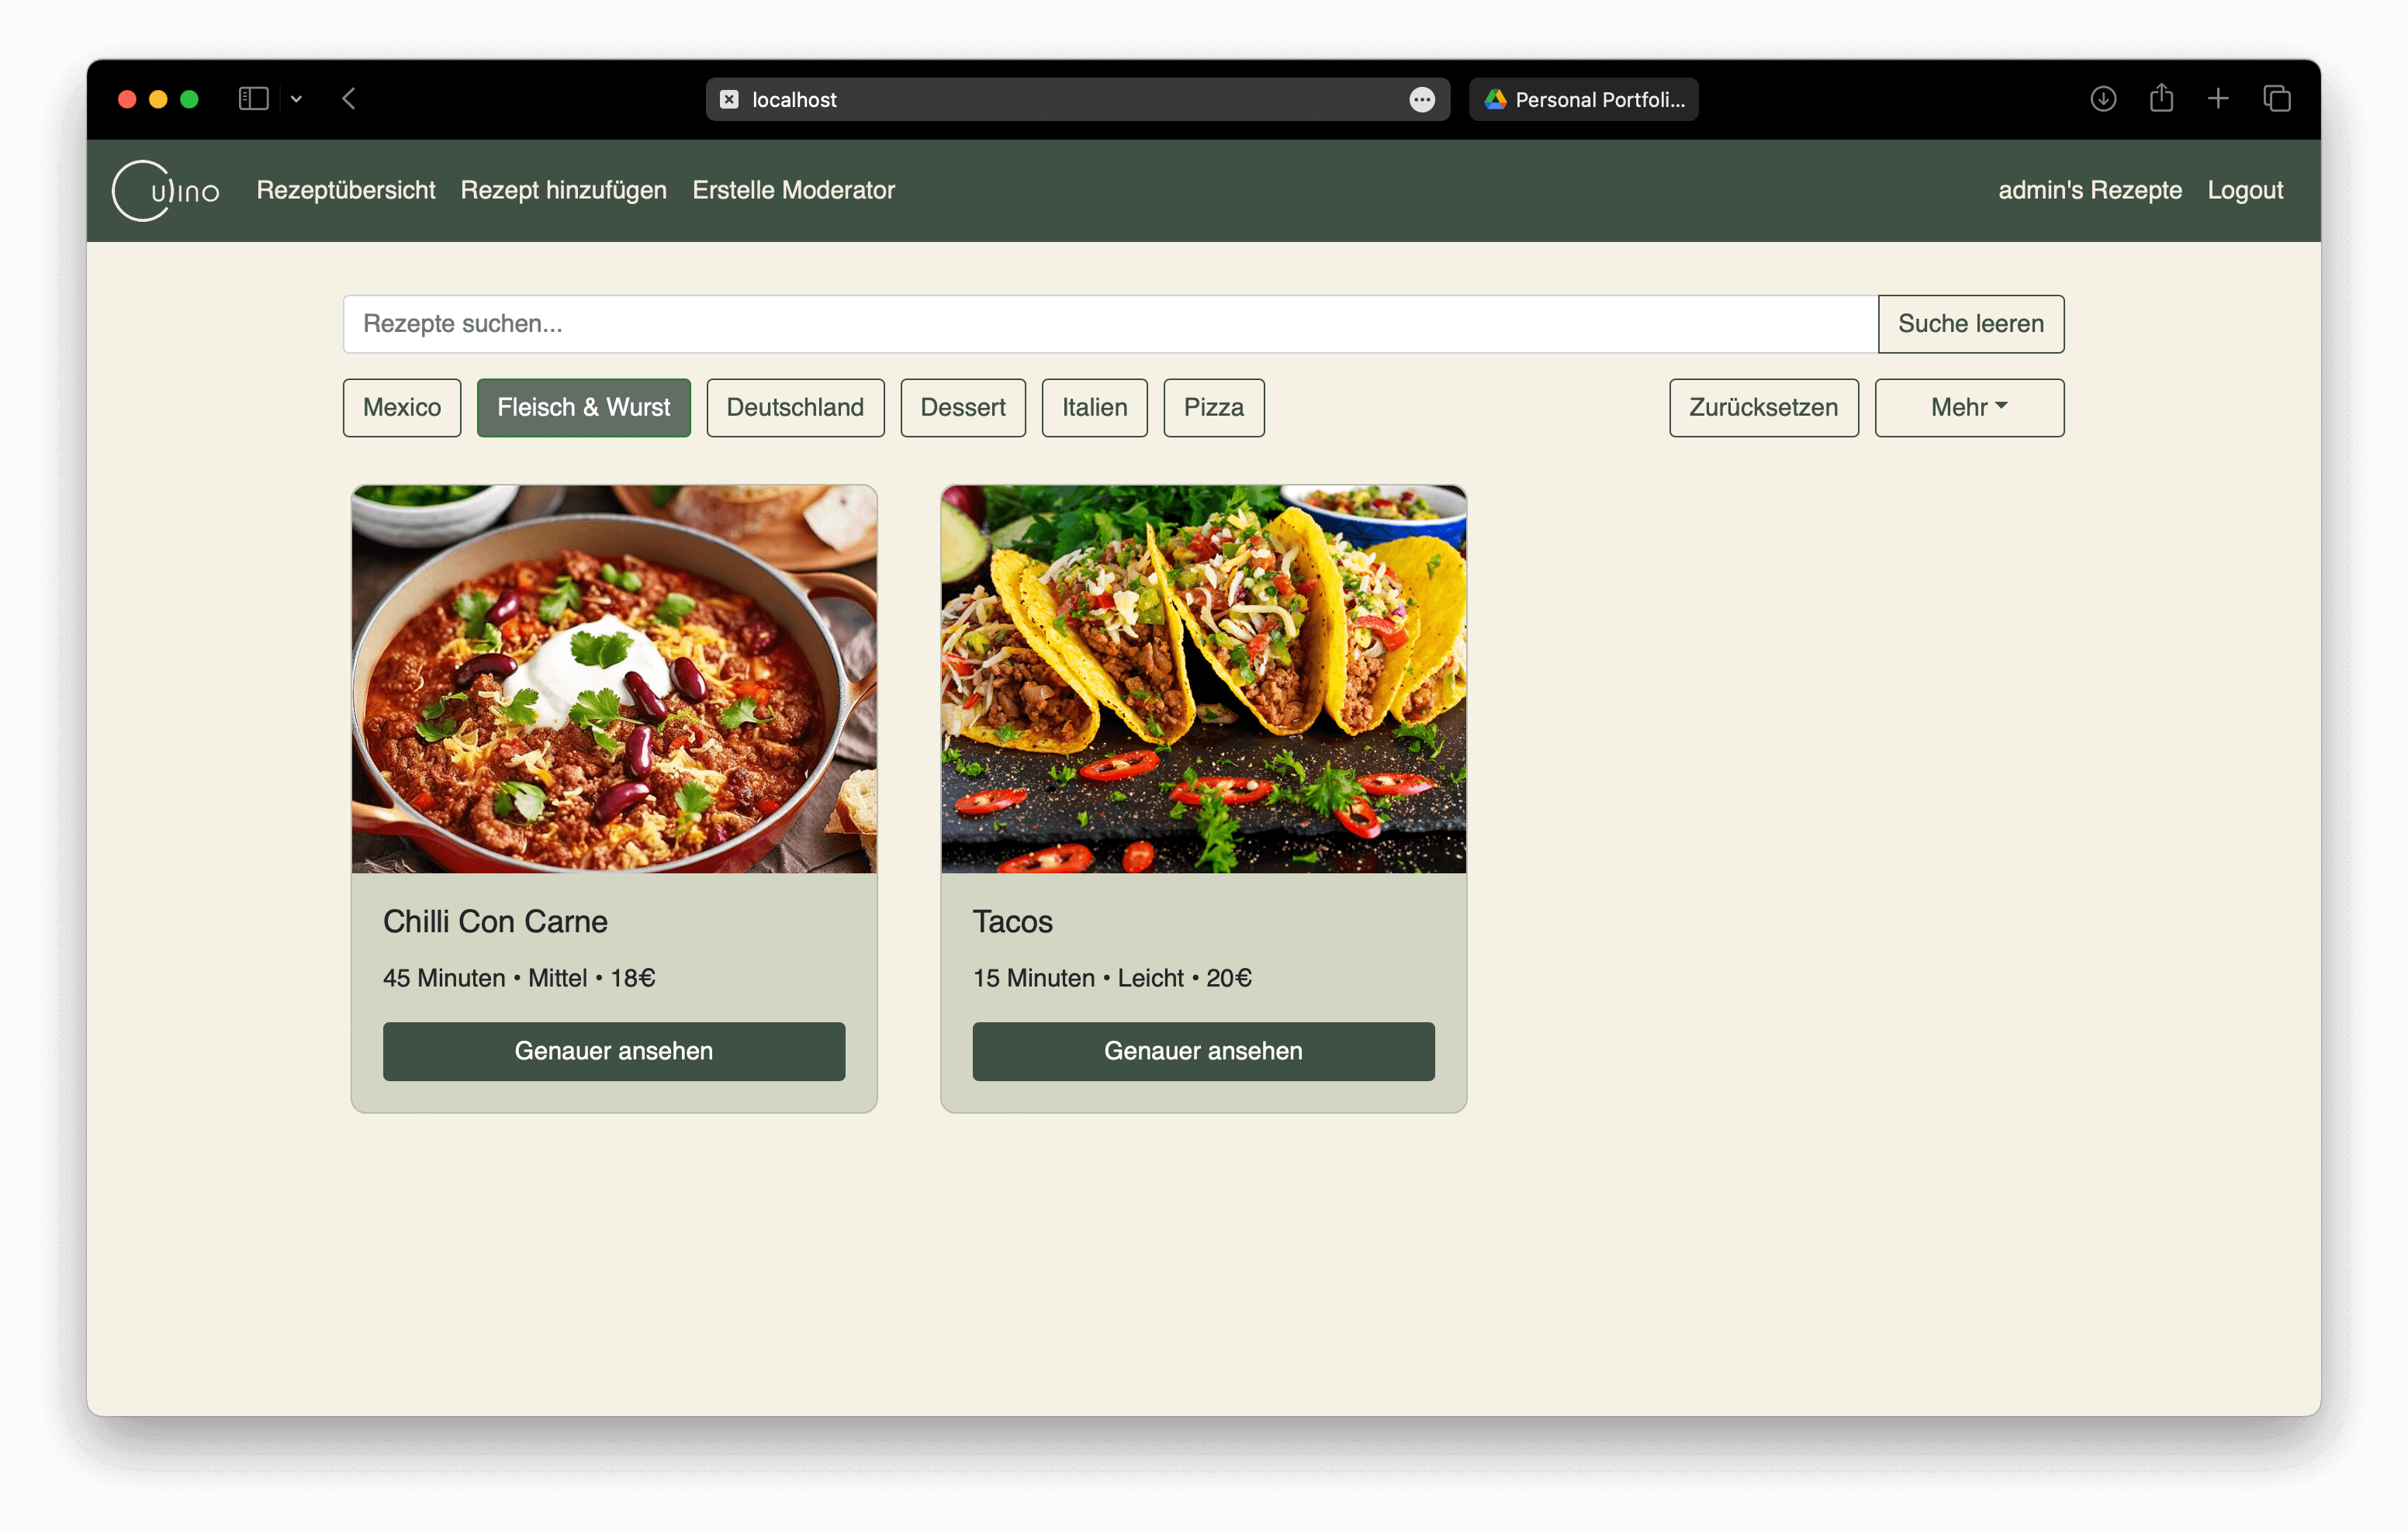 localhost
Personal Portfoli...
Culino
Rezeptübersicht Rezept hinzufügen Erstelle Moderator
admin's Rezepte Logout
Rezepte suchen...
Suche leeren
Mexico Fleisch & Wurst Deutschland Dessert Italien Pizza
Zurücksetzen Mehr
Chilli Con Carne
45 Minuten • Mittel • 18€
Genauer ansehen
Tacos
15 Minuten • Leicht • 20€
Genauer ansehen